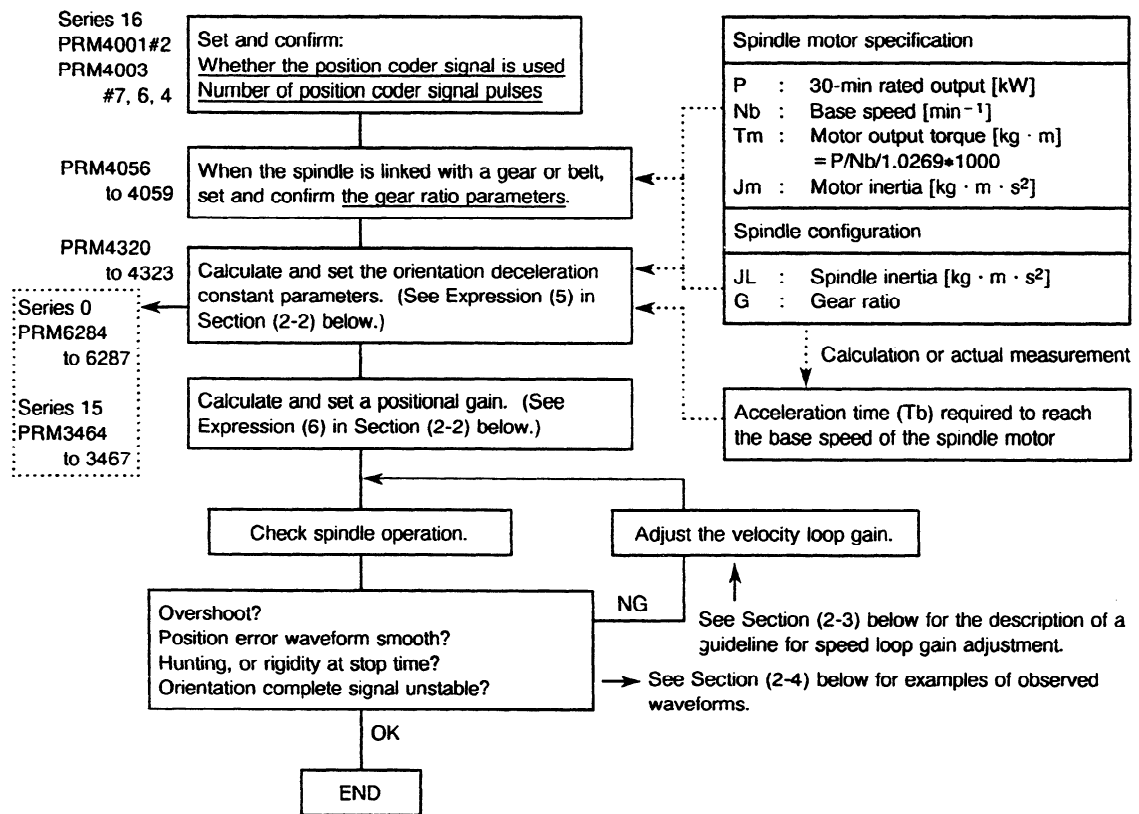 Series 16
PRM4001#2
PRM4003
#7, 6, 4
Set and confirm:
Whether the position coder signal is used
Number of position coder signal pulses
PRM4056
to 4059
When the spindle is linked with a gear or belt,
set and confirm the gear ratio parameters.
PRM4320
to 4323
Calculate and set the orientation deceleration
constant parameters. (See Expression (5) in
Section (2-2) below.)
Series 0
PRM6284
to 6287
Series 15
PRM3464
to 3467
Calculate and set a positional gain. (See
Expression (6) in Section (2-2) below.)
Spindle motor specification
P : 30-min rated output [kW]
Nb : Base speed [min⁻¹]
Tm : Motor output torque [kg · m]
=P/Nb/1.0269*1000
Jm : Motor inertia [kg · m · s²]
Spindle configuration
JL : Spindle inertia [kg · m · s²]
G : Gear ratio
Calculation or actual measurement
Acceleration time (Tb) required to reach
the base speed of the spindle motor
Check spindle operation.
Adjust the velocity loop gain.
Overshoot?
Position error waveform smooth?
Hunting, or rigidity at stop time?
Orientation complete signal unstable?
NG
See Section (2-3) below for the description of a
guideline for speed loop gain adjustment.
See Section (2-4) below for examples of observed
waveforms.
OK
END